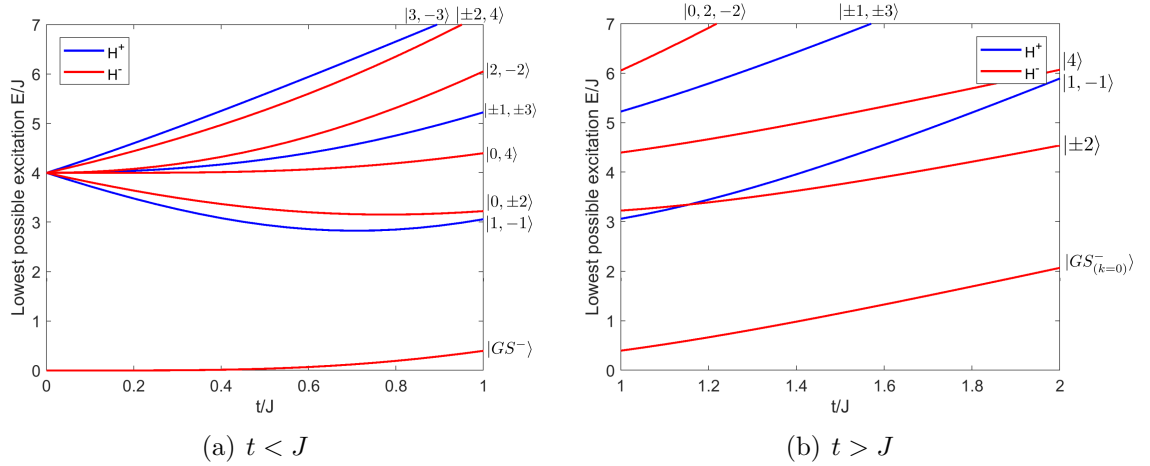 |3, −3⟩ |±2, 4⟩
7
6
5
4
3
2
1
0
Lowest possible excitation E/J
H+
H-
|2, −2⟩
|±1, ±3⟩
|0, 4⟩
|0, ±2⟩
|1, −1⟩
|GS⁻⟩
0 0.2 0.4 0.6 0.8 1
t/J
(a) t < J
|0, 2, −2⟩ |±1, ±3⟩
7
6
5
4
3
2
1
0
Lowest possible excitation E/J
H+
H-
|4⟩
|1, −1⟩
|±2⟩
|GS⁻(k=0)⟩
1 1.2 1.4 1.6 1.8 2
t/J
(b) t > J